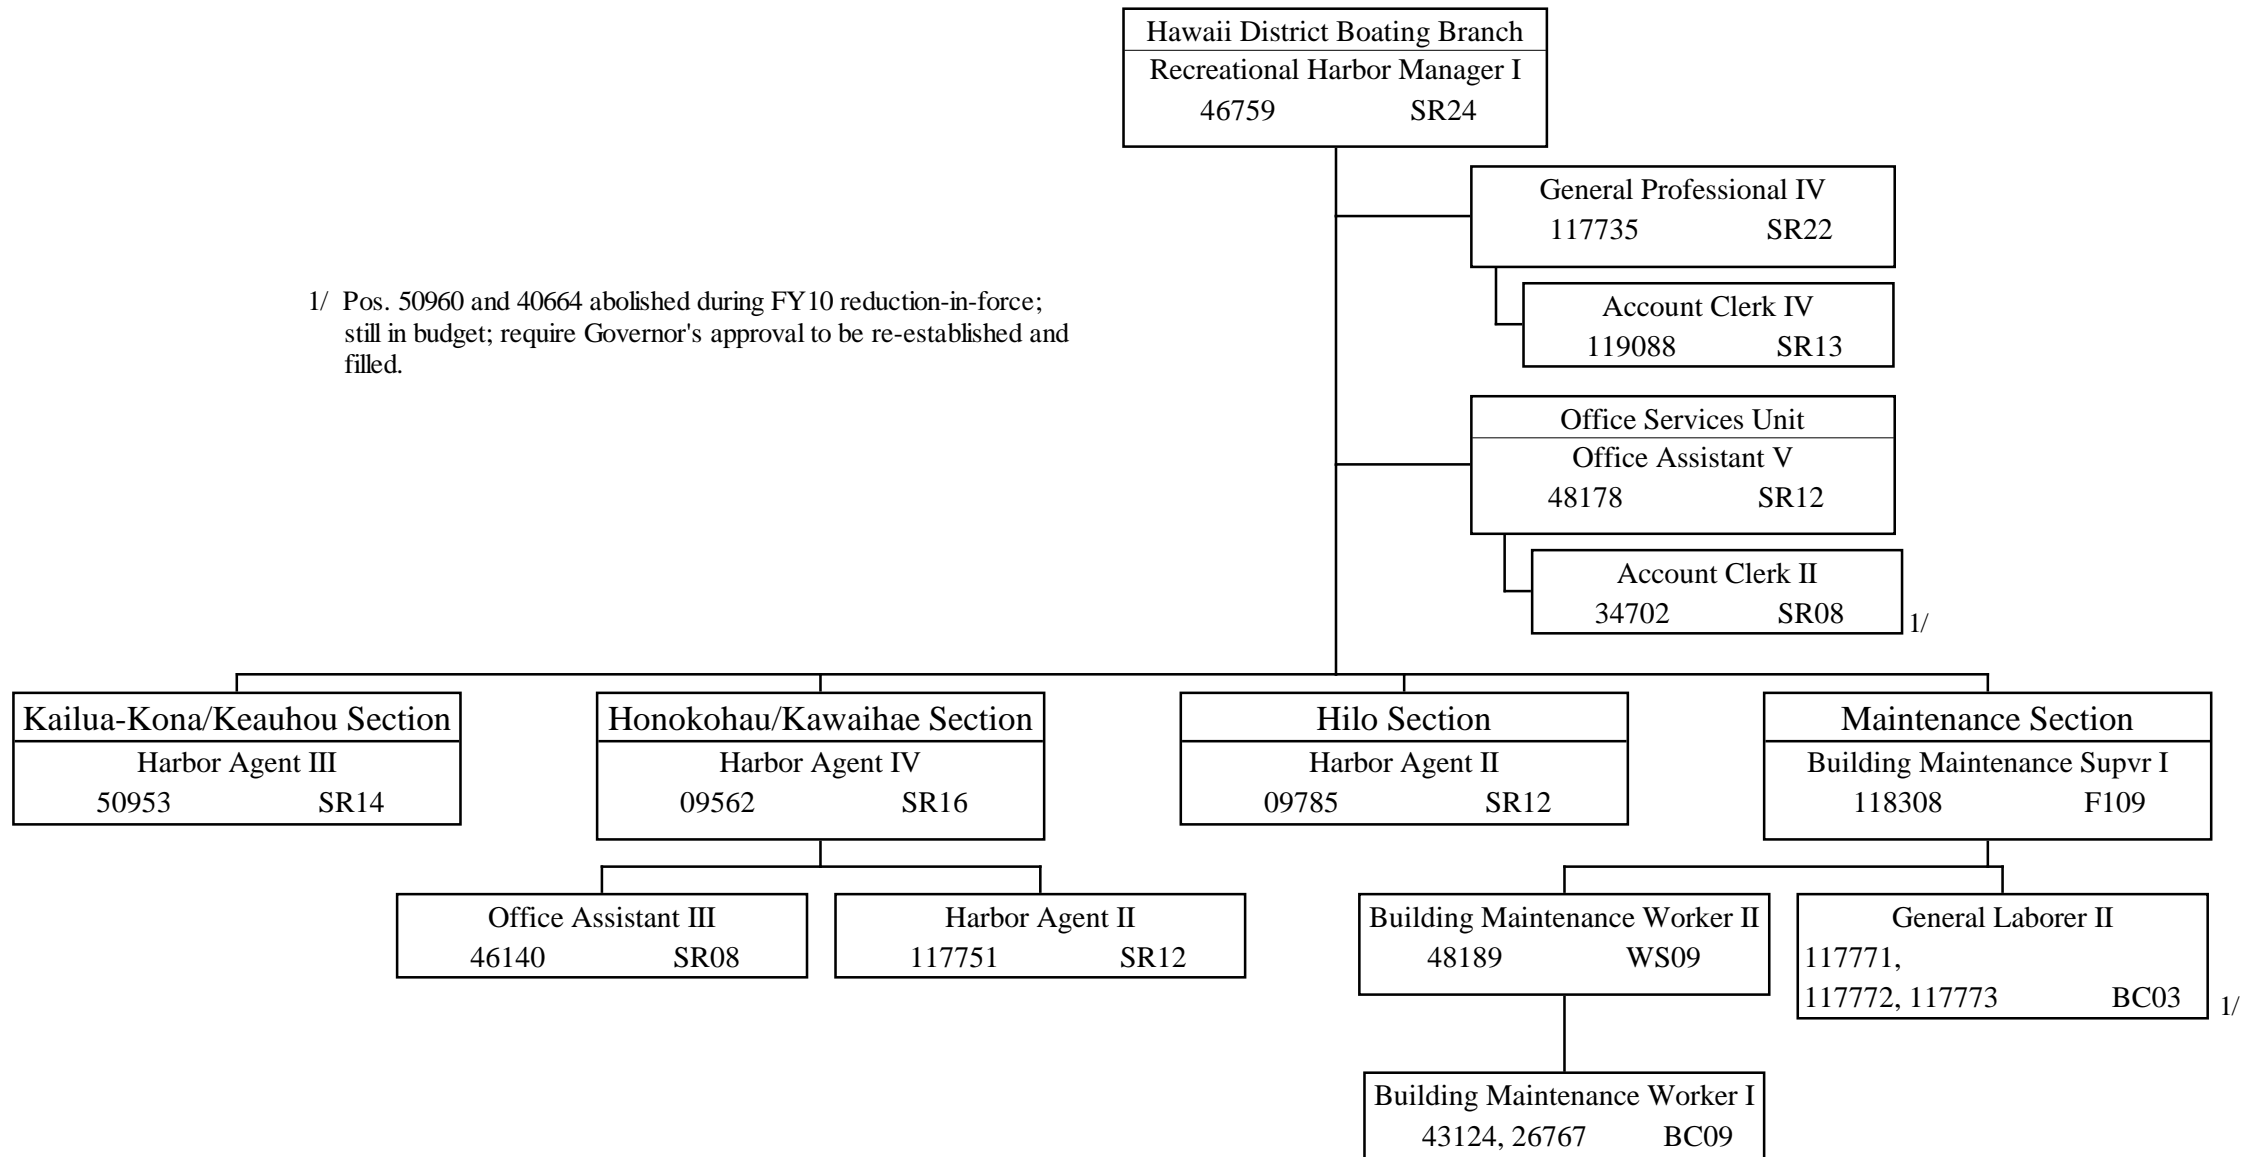 Hawaii District Boating Branch
Recreational Harbor Manager I
46759 SR24
General Professional IV
117735 SR22
1/ Pos. 50960 and 40664 abolished during FY10 reduction-in-force;
still in budget; require Governor's approval to be re-established and
filled.
Account Clerk IV
119088 SR13
Office Services Unit
Office Assistant V
48178 SR12
Account Clerk II
34702 SR08 1/
Kailua-Kona/Keauhou Section
Harbor Agent III
50953 SR14
Honokohau/Kawaihae Section
Harbor Agent IV
09562 SR16
Hilo Section
Harbor Agent II
09785 SR12
Maintenance Section
Building Maintenance Supvr I
118308 F109
Office Assistant III
46140 SR08
Harbor Agent II
117751 SR12
Building Maintenance Worker II
48189 WS09
General Laborer II
117771,
117772, 117773 BC03 1/
Building Maintenance Worker I
43124, 26767 BC09